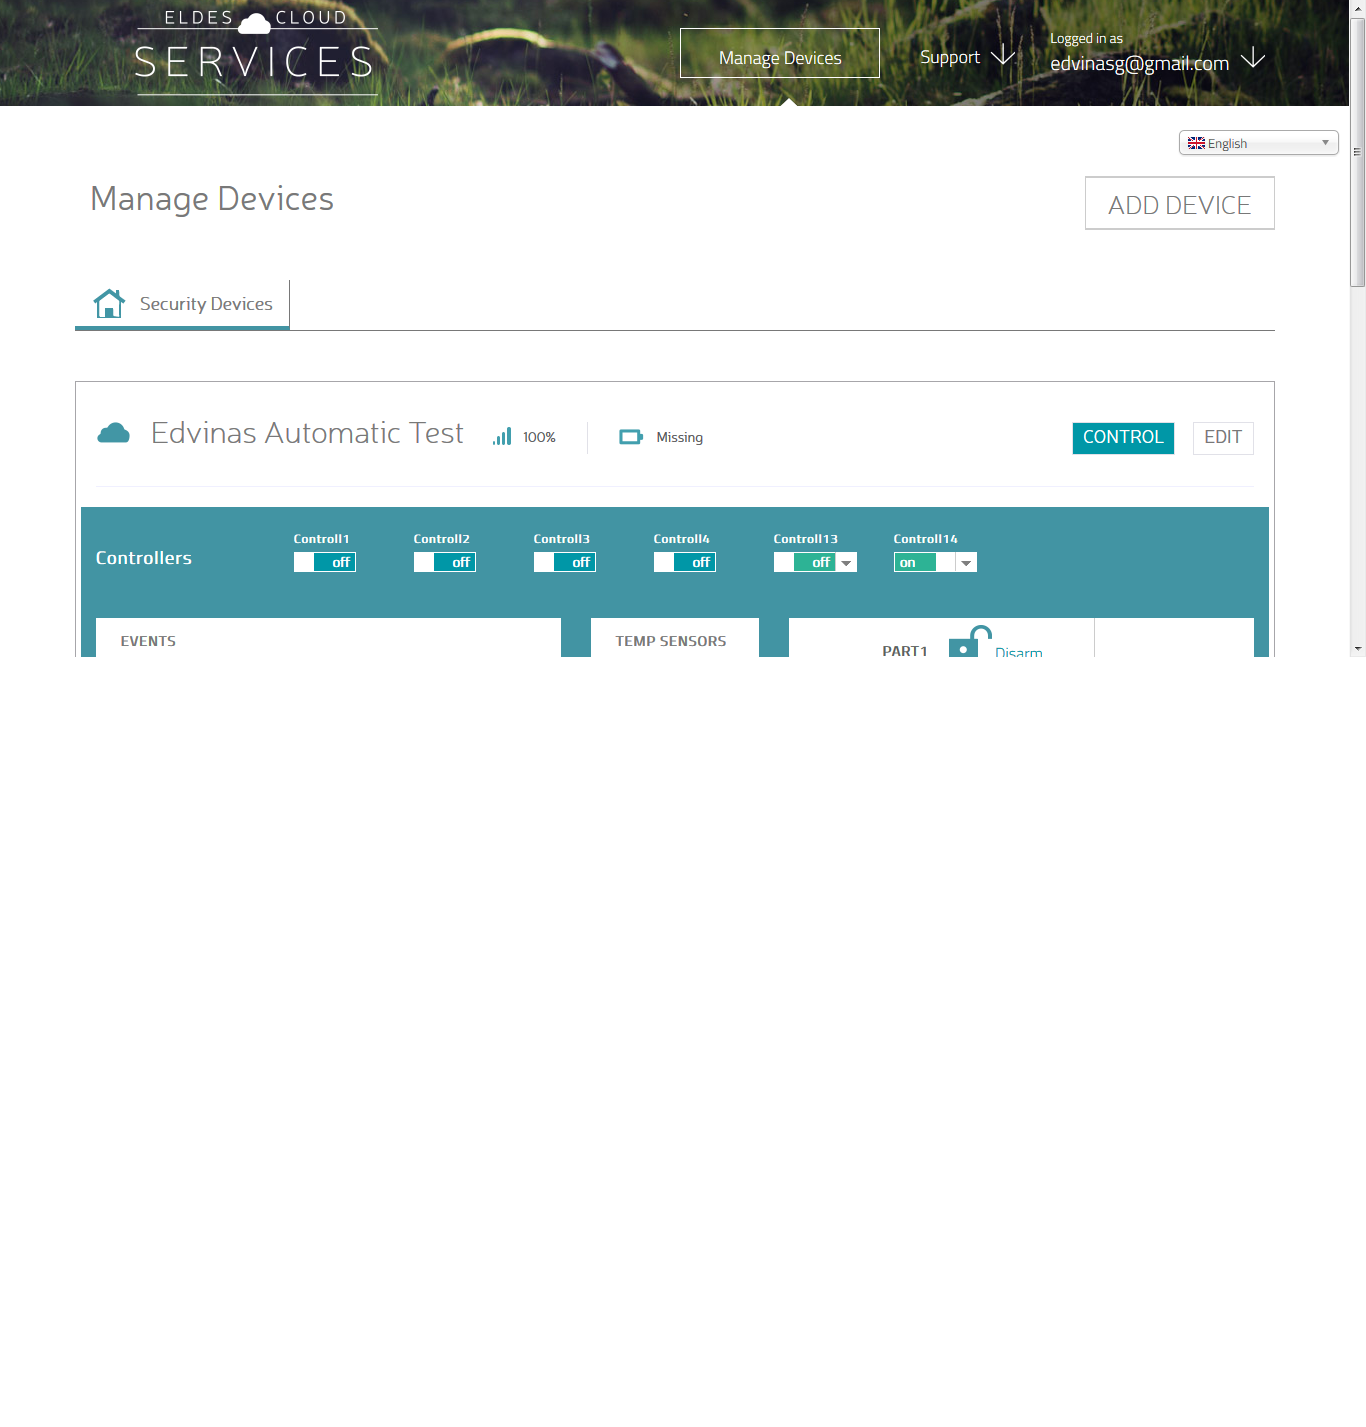 ELDES CLOUD
SERVICES
Manage Devices
Support
Logged in as
edvinasg@gmail.com
English
Manage Devices
ADD DEVICE
Security Devices
Edvinas Automatic Test
100%
Missing
CONTROL
EDIT
Controllers
Controll1
off
Controll2
off
Controll3
off
Controll4
off
Controll13
off
Controll14
on
EVENTS
TEMP SENSORS
PART1
Disarm